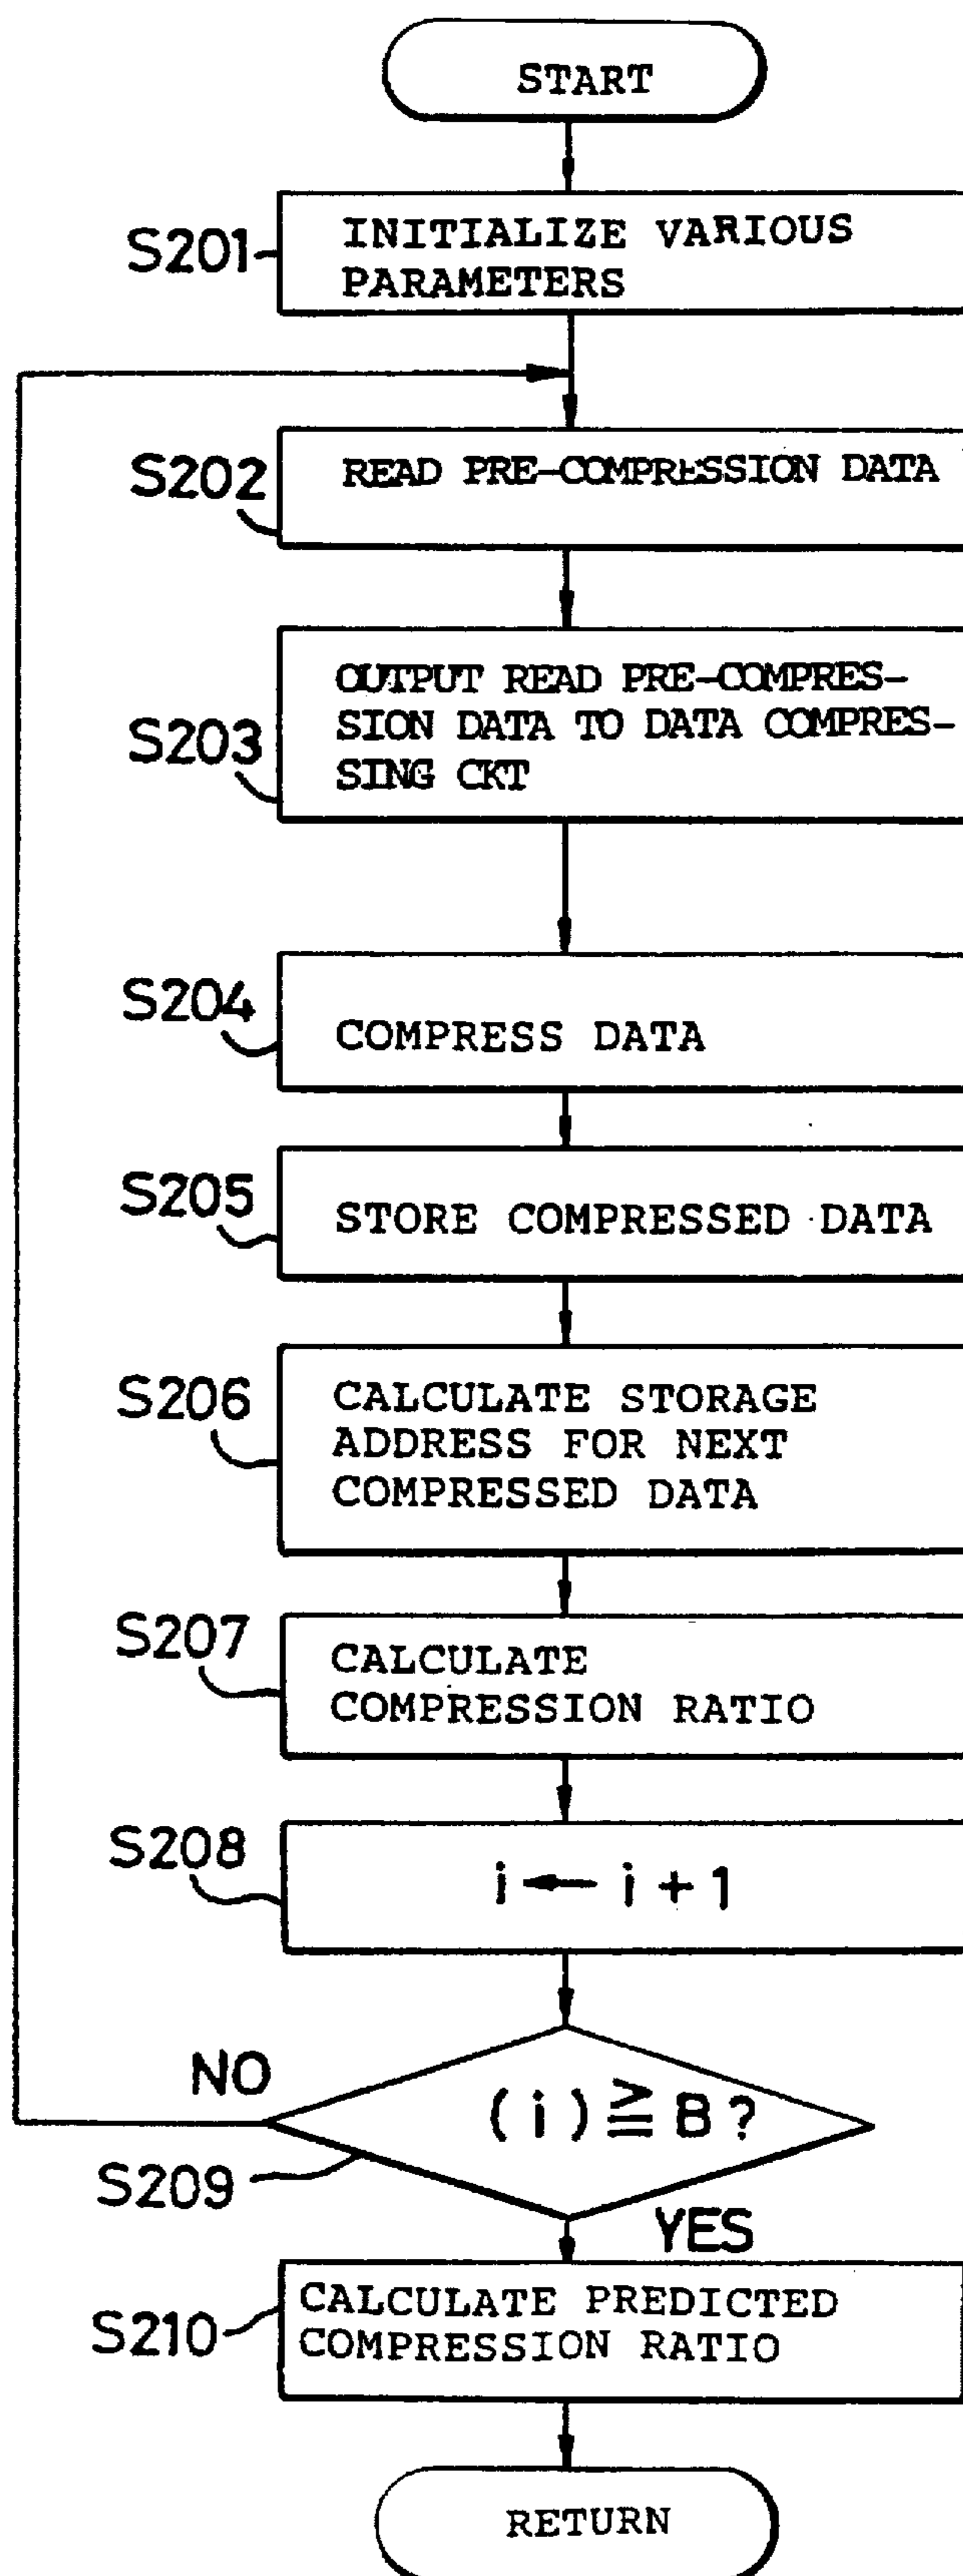 START
S201
INITIALIZE VARIOUS
PARAMETERS
S202
READ PRE-COMPRESSION DATA
S203
OUTPUT READ PRE-COMPRES-
SION DATA TO DATA COMPRES-
SING CKT
S204
COMPRESS DATA
S205
STORE COMPRESSED DATA
S206
CALCULATE STORAGE
ADDRESS FOR NEXT
COMPRESSED DATA
S207
CALCULATE
COMPRESSION RATIO
S208
i ← i + 1
NO
(i) ≧ B?
S209
YES
S210
CALCULATE PREDICTED
COMPRESSION RATIO
RETURN